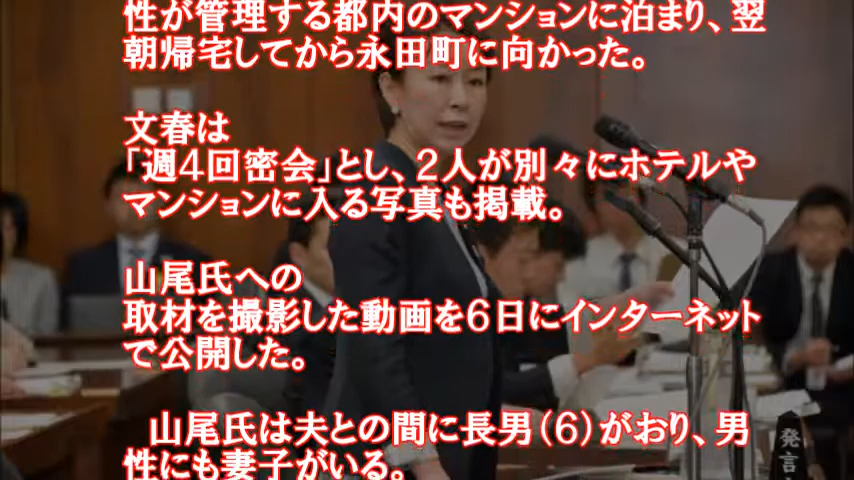 性が管理する都内のマンションに泊まり、翌
朝帰宅してから永田町に向かった。
文春は
「週4回密会」とし、2人が別々にホテルや
マンションに入る写真も掲載。
山尾氏への
取材を撮影した動画を6日にインターネット
で公開した。
山尾氏は夫との間に長男(6)がおり、男
性にも妻子がいる。
発言